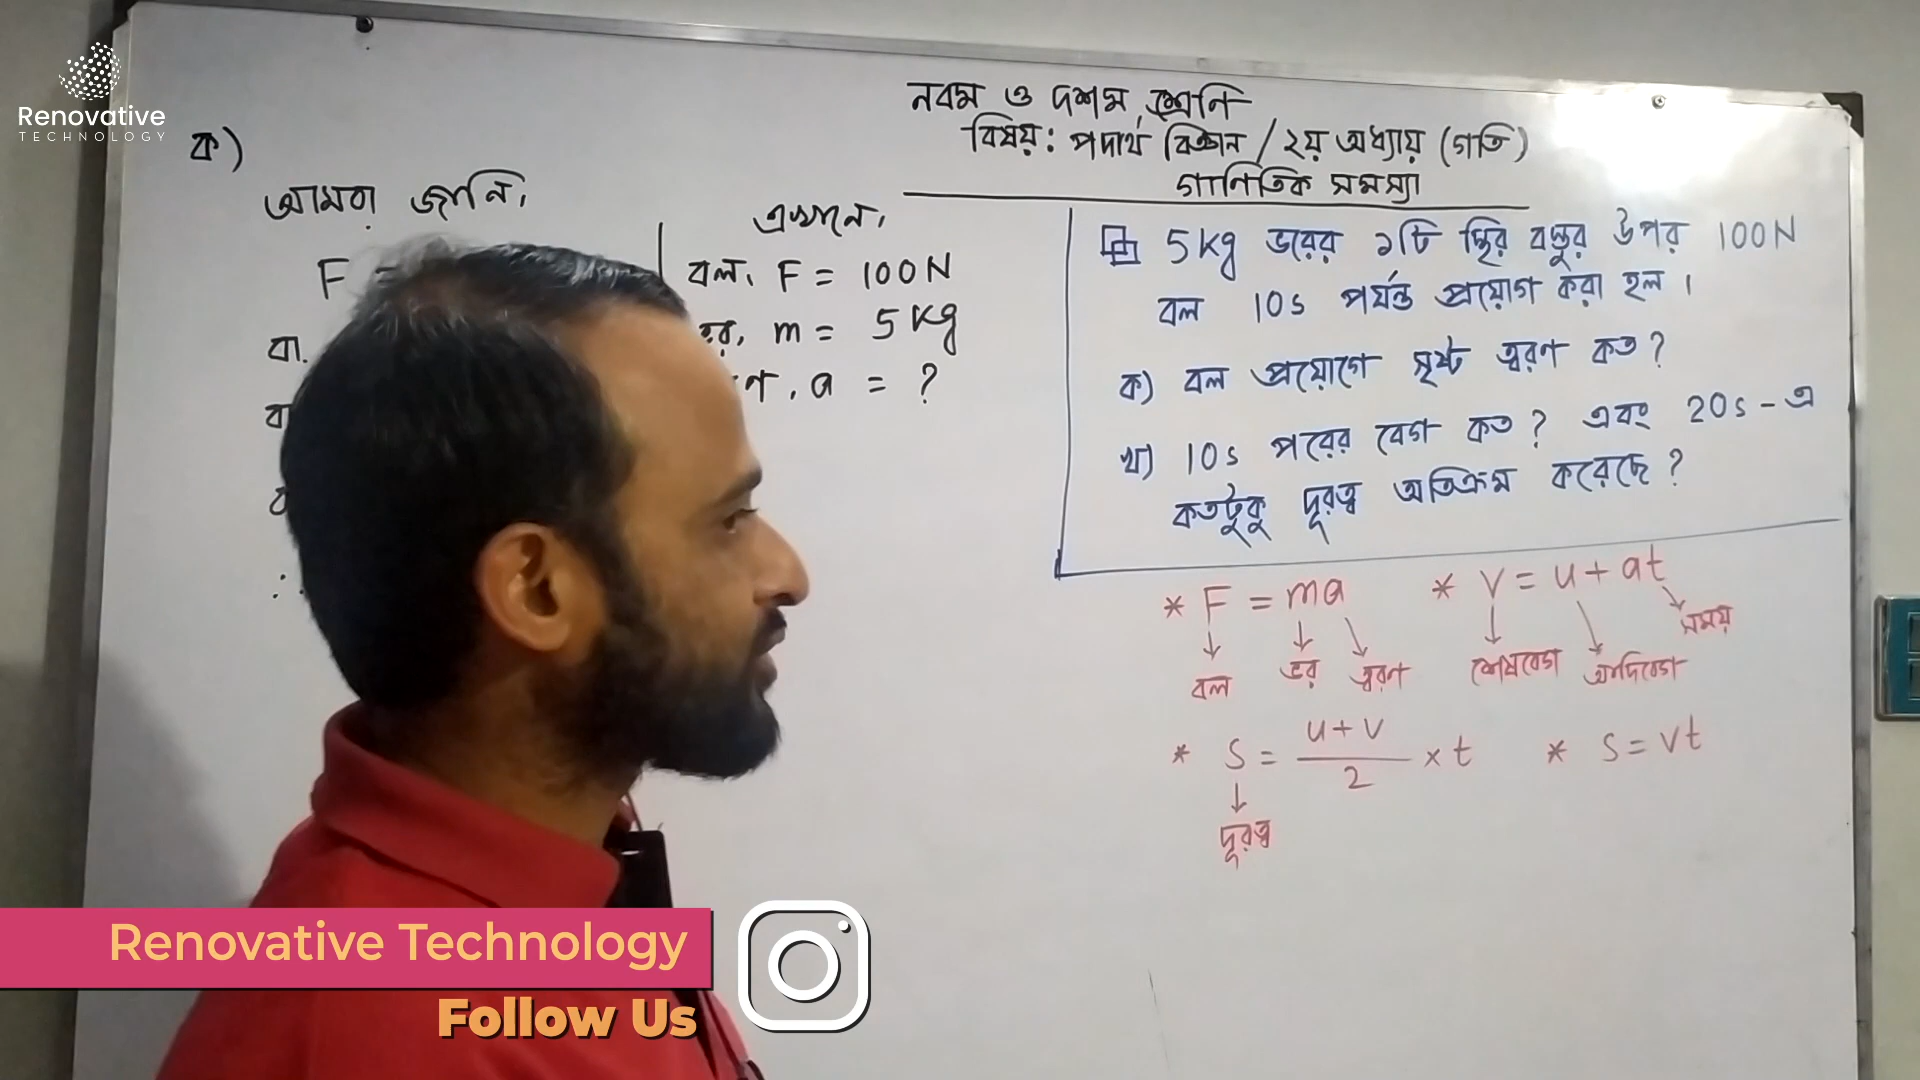 Renovative
TECHNOLOGY
নবম ও দশম শ্রেনি
বিষয়: পদার্থ বিজ্ঞান / ২য় অধ্যায় (গতি)
গাণিতিক সমস্যা
ক)
আমরা জানি,
F =
বা.
এখানে,
বল, F = 100N
ভর, m = 5kg
, a = ?
5kg ভরের ১টি স্থির বস্তুর উপর 100N
বল 10s পর্যন্ত প্রয়োগ করা হল।
ক) বল প্রয়োগে সৃষ্ট ত্বরণ কত?
খ) 10s পরের বেগ কত? এবং 20s-এ
কতটুকু দূরত্ব অতিক্রম করেছে?
* F = ma * v = u + at
সময়
বল ভর ত্বরণ শেষবেগ আদিবেগ
* S = \frac{u+v}{2} × t * S = vt
দূরত্ব
Renovative Technology
Follow Us